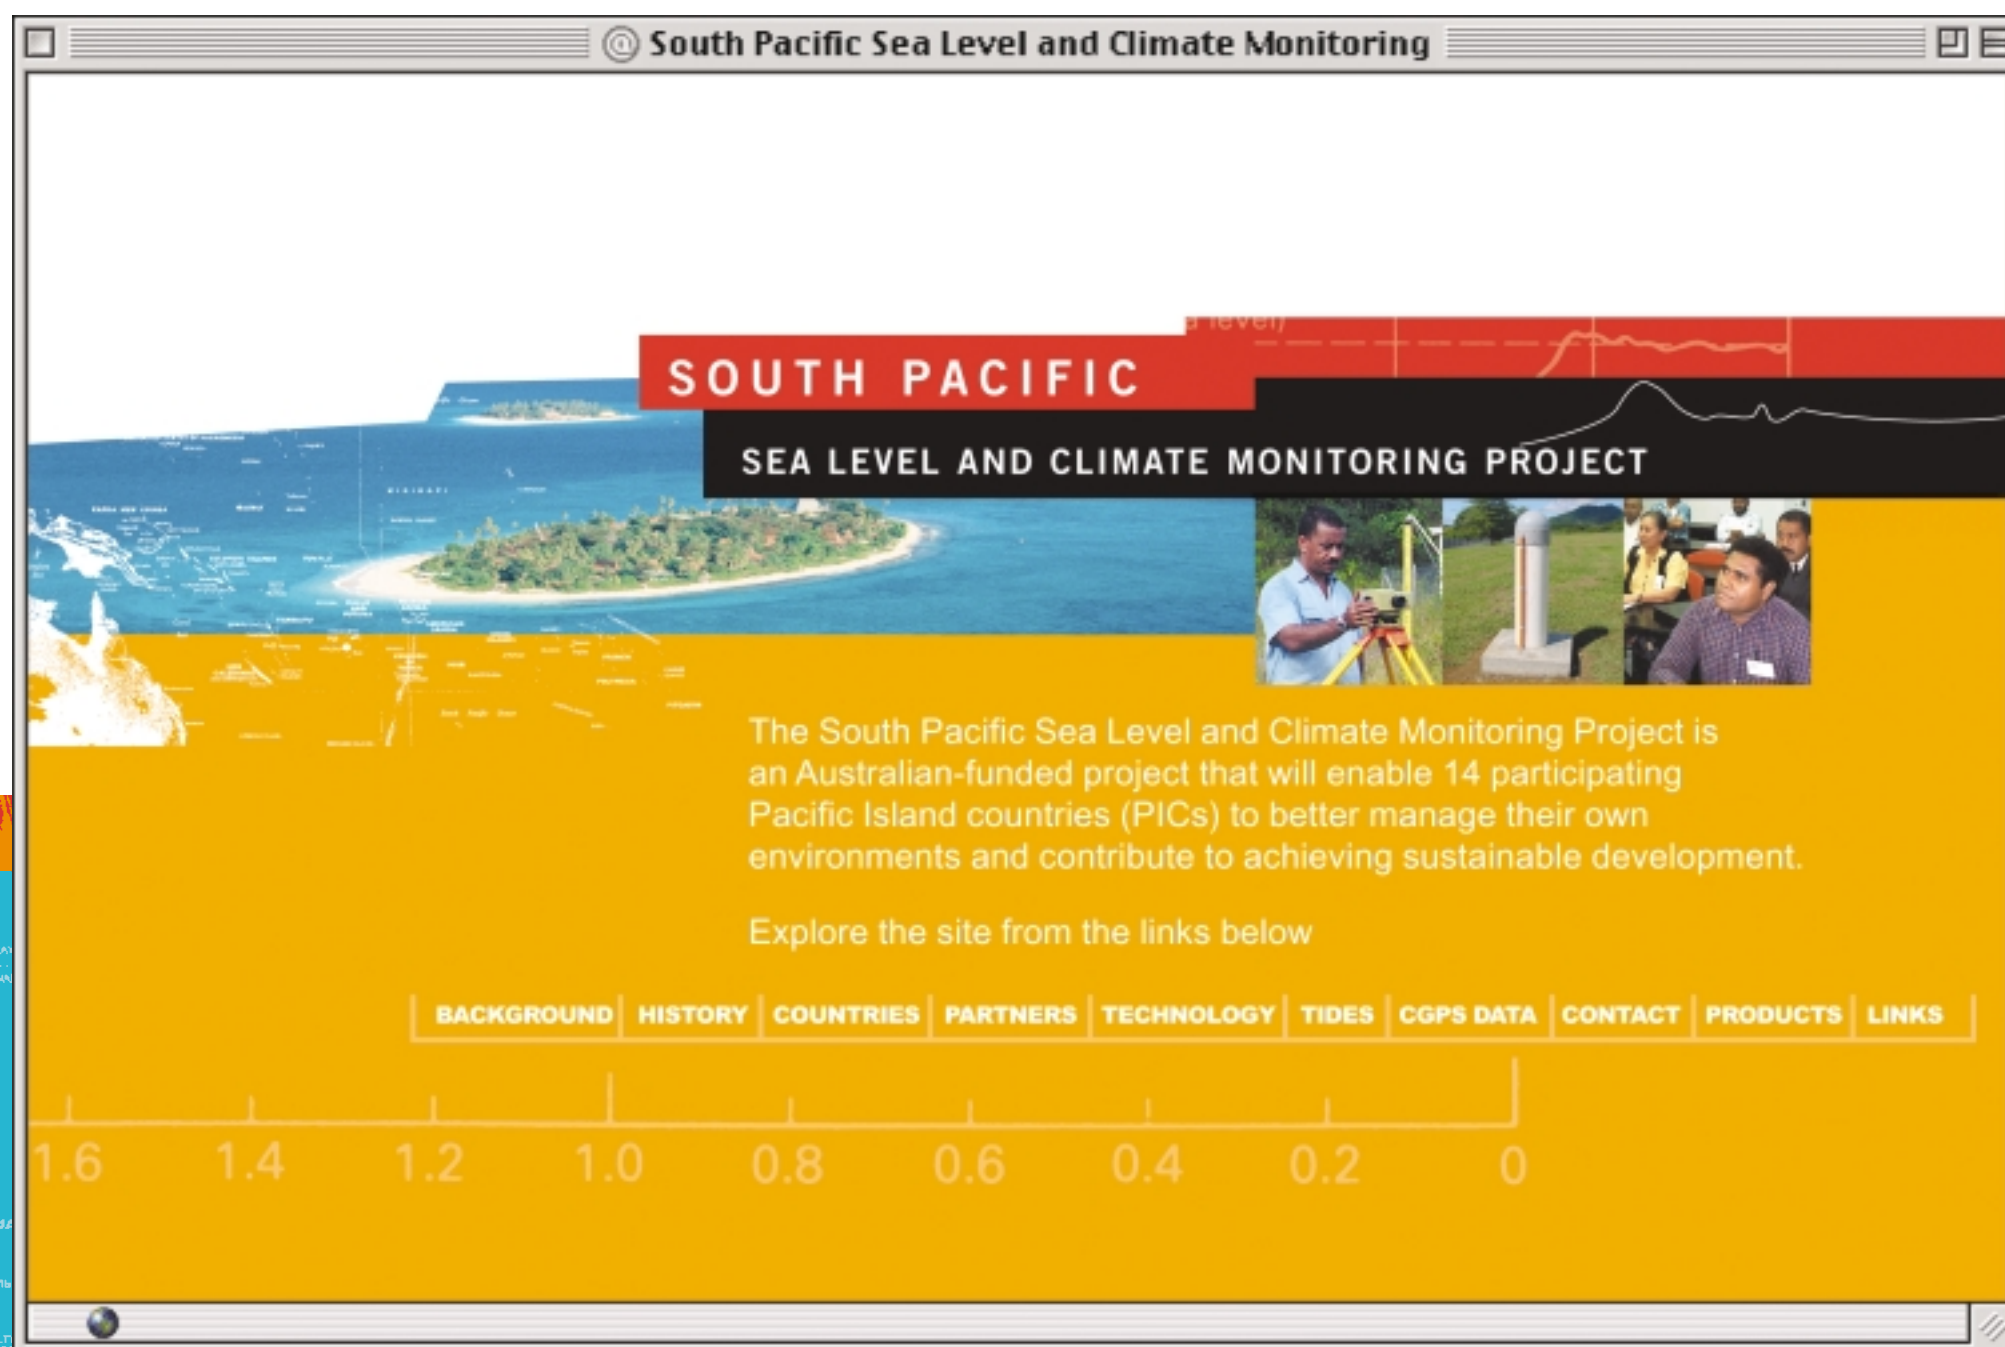 South Pacific Sea Level and Climate Monitoring
a level)
SOUTH PACIFIC
SEA LEVEL AND CLIMATE MONITORING PROJECT
KIRIBATI
The South Pacific Sea Level and Climate Monitoring Project is
an Australian-funded project that will enable 14 participating
Pacific Island countries (PICs) to better manage their own
environments and contribute to achieving sustainable development.
Explore the site from the links below
BACKGROUND HISTORY COUNTRIES PARTNERS TECHNOLOGY TIDES CGPS DATA CONTACT PRODUCTS LINKS
1.6 1.4 1.2 1.0 0.8 0.6 0.4 0.2 0